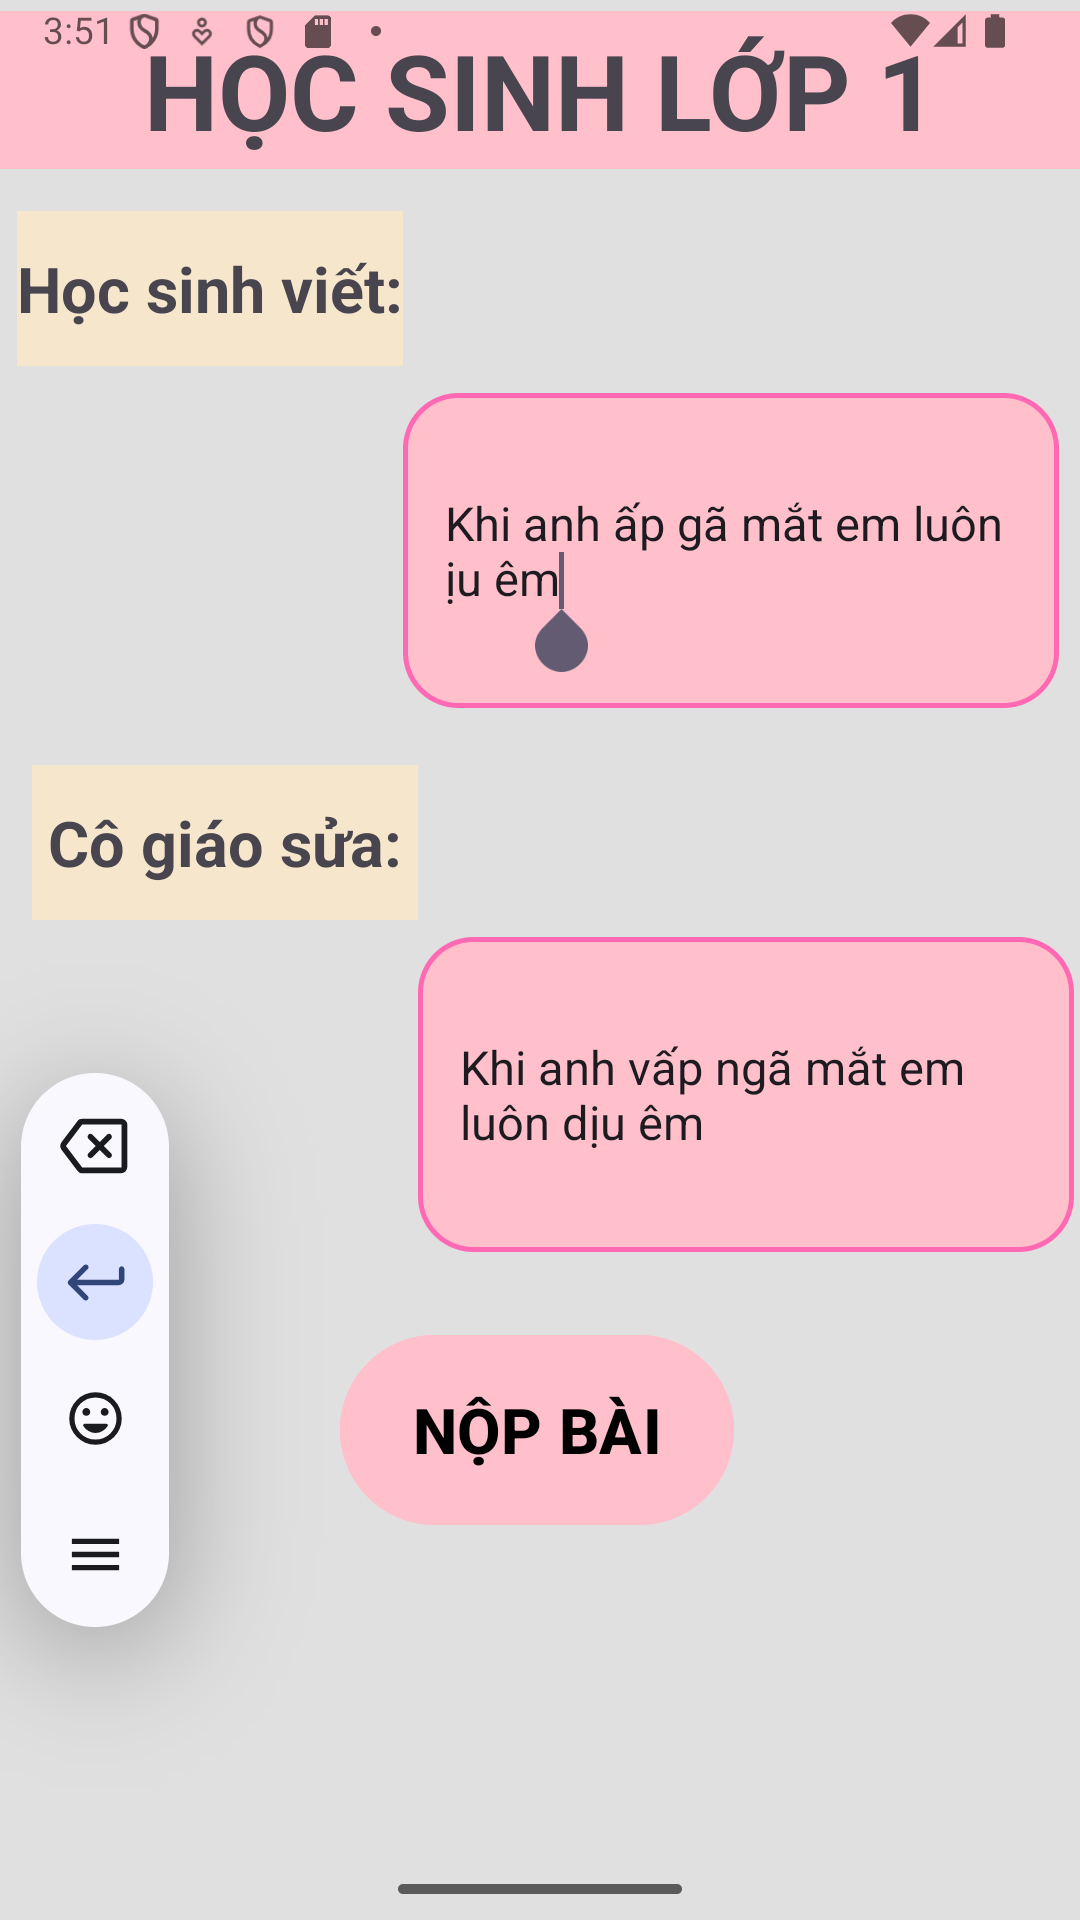 3:51
HỌC SINH LỚP 1
Học sinh viết:
Khi anh ấp gã mắt em luôn
ịu êm
Cô giáo sửa:
Khi anh vấp ngã mắt em
luôn dịu êm
NỘP BÀI